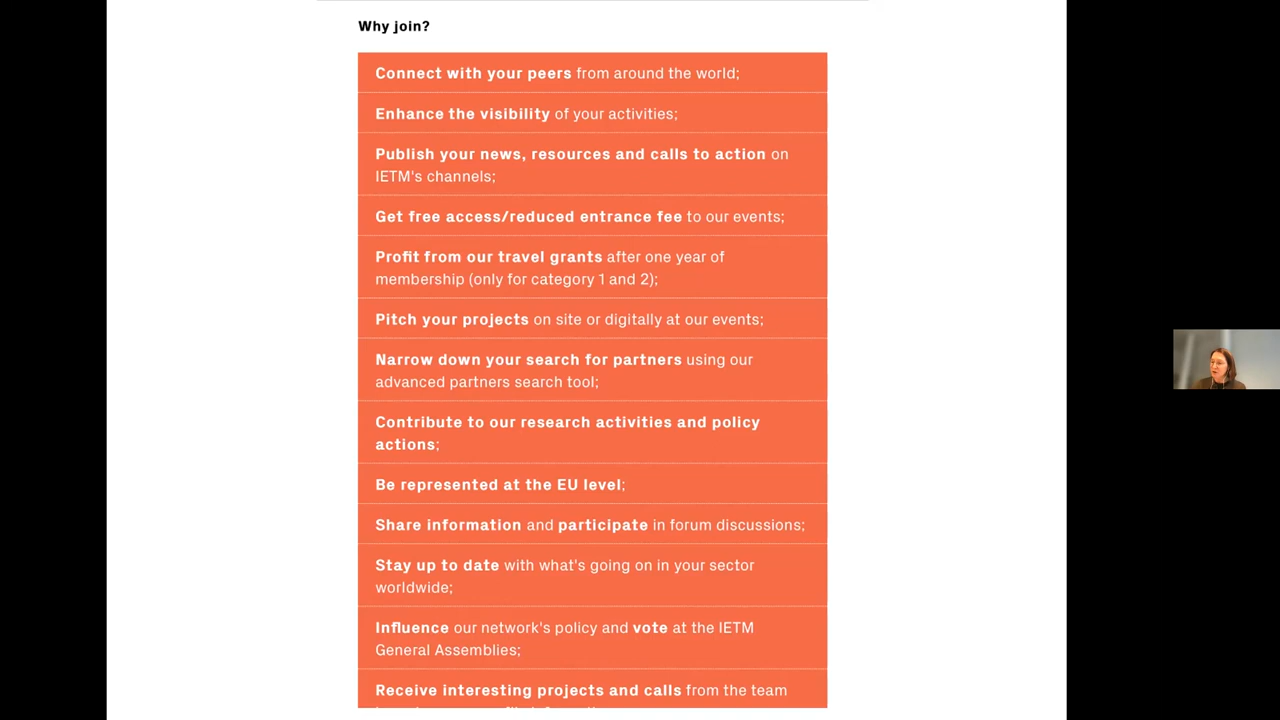 Why join?
Connect with your peers from around the world;
Enhance the visibility of your activities;
Publish your news, resources and calls to action on
IETM's channels;
Get free access/reduced entrance fee to our events;
Profit from our travel grants after one year of
membership (only for category 1 and 2);
Pitch your projects on site or digitally at our events;
Narrow down your search for partners using our
advanced partners search tool;
Contribute to our research activities and policy
actions;
Be represented at the EU level;
Share information and participate in forum discussions;
Stay up to date with what's going on in your sector
worldwide;
Influence our network's policy and vote at the IETM
General Assemblies;
Receive interesting projects and calls from the team